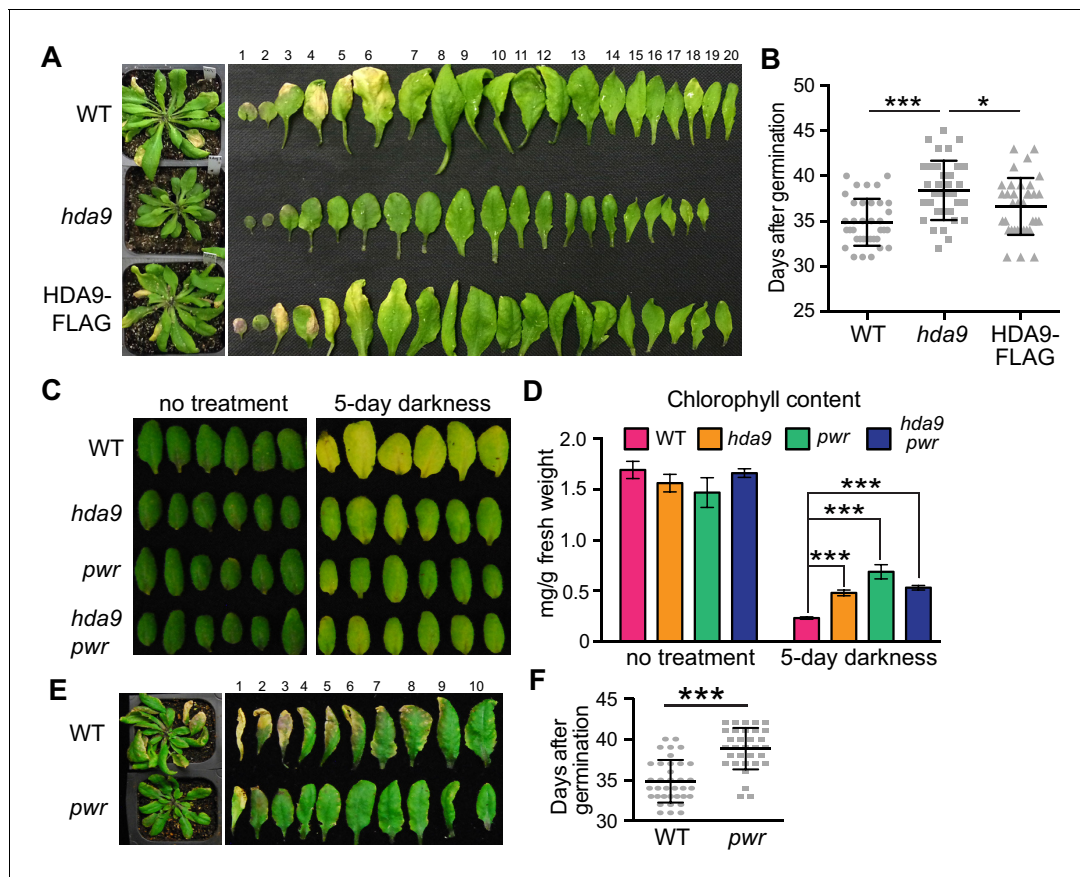 A
1 2 3 4 5 6 7 8 9 10 11 12 13 14 15 16 17 18 19 20
WT
hda9
HDA9-
FLAG
B
Days after germination
50
45
40
35
30
25
*** *
WT hda9 HDA9-
FLAG
C
no treatment 5-day darkness
WT
hda9
pwr
hda9
pwr
D
Chlorophyll content
WT hda9 pwr hda9
pwr
mg/g fresh weight
2.0
1.5
1.0
0.5
0
***
***
***
no treatment 5-day darkness
E
1 2 3 4 5 6 7 8 9 10
WT
pwr
F
Days after
germination
45
40
35
30
***
WT pwr